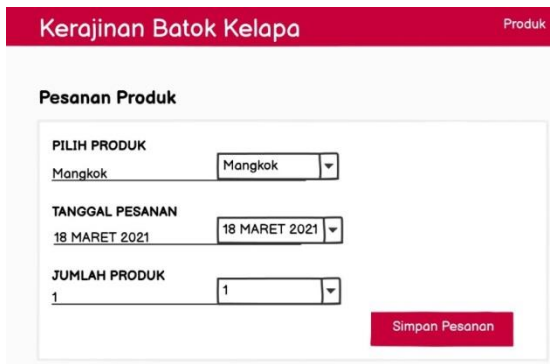 Kerajinan Batok Kelapa Produk
Pesanan Produk
PILIH PRODUK
Mangkok Mangkok
TANGGAL PESANAN
18 MARET 2021 18 MARET 2021
JUMLAH PRODUK
1 1
Simpan Pesanan